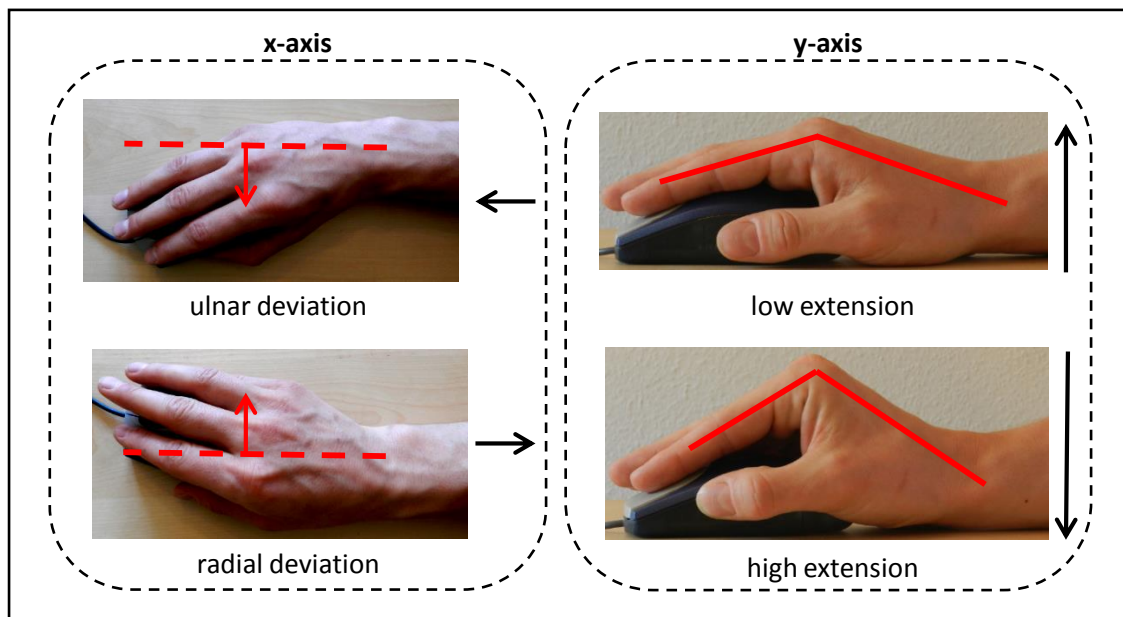 x-axis
y-axis
ulnar deviation
low extension
radial deviation
high extension